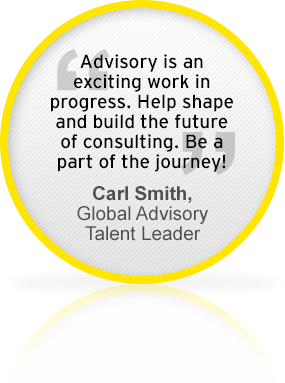 Advisory is an
exciting work in
progress. Help shape
and build the future
of consulting. Be a
part of the journey!
Carl Smith,
Global Advisory
Talent Leader